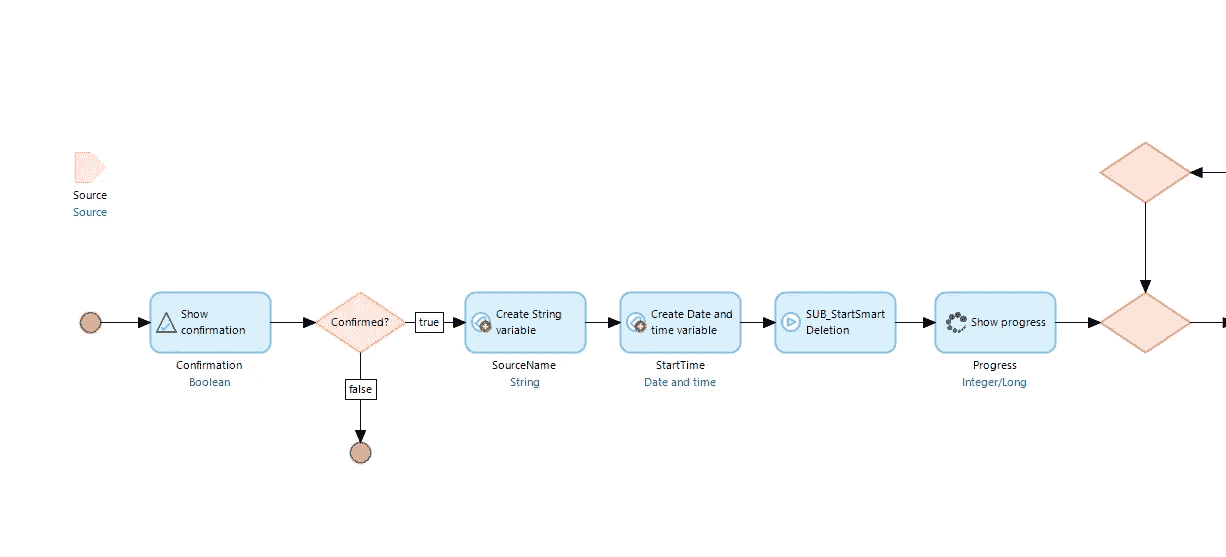 Source
Source
Show
confirmation
Confirmation
Boolean
Confirmed?
true
false
Create String
variable
SourceName
String
Create Date and
time variable
StartTime
Date and time
SUB_StartSmart
Deletion
Show progress
Progress
Integer/Long